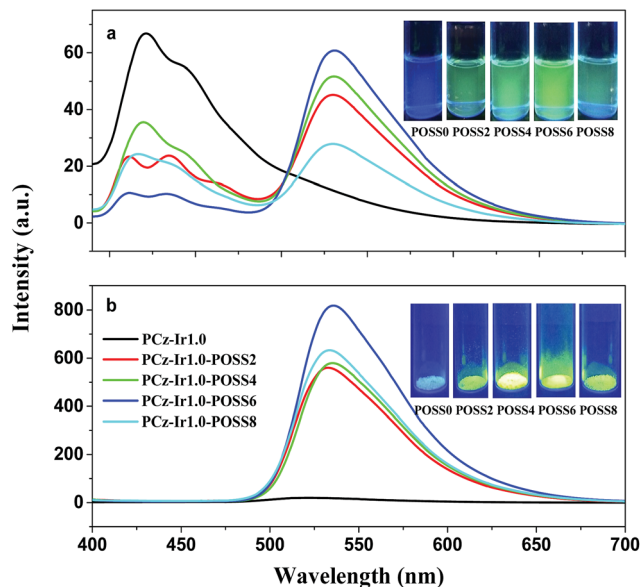 a
60
40
20
0
POSS0 POSS2 POSS4 POSS6 POSS8
Intensity (a.u.)
b
800
600
400
200
0
PCz-Ir1.0
PCz-Ir1.0-POSS2
PCz-Ir1.0-POSS4
PCz-Ir1.0-POSS6
PCz-Ir1.0-POSS8
POSS0 POSS2 POSS4 POSS6 POSS8
400 450 500 550 600 650 700
Wavelength (nm)